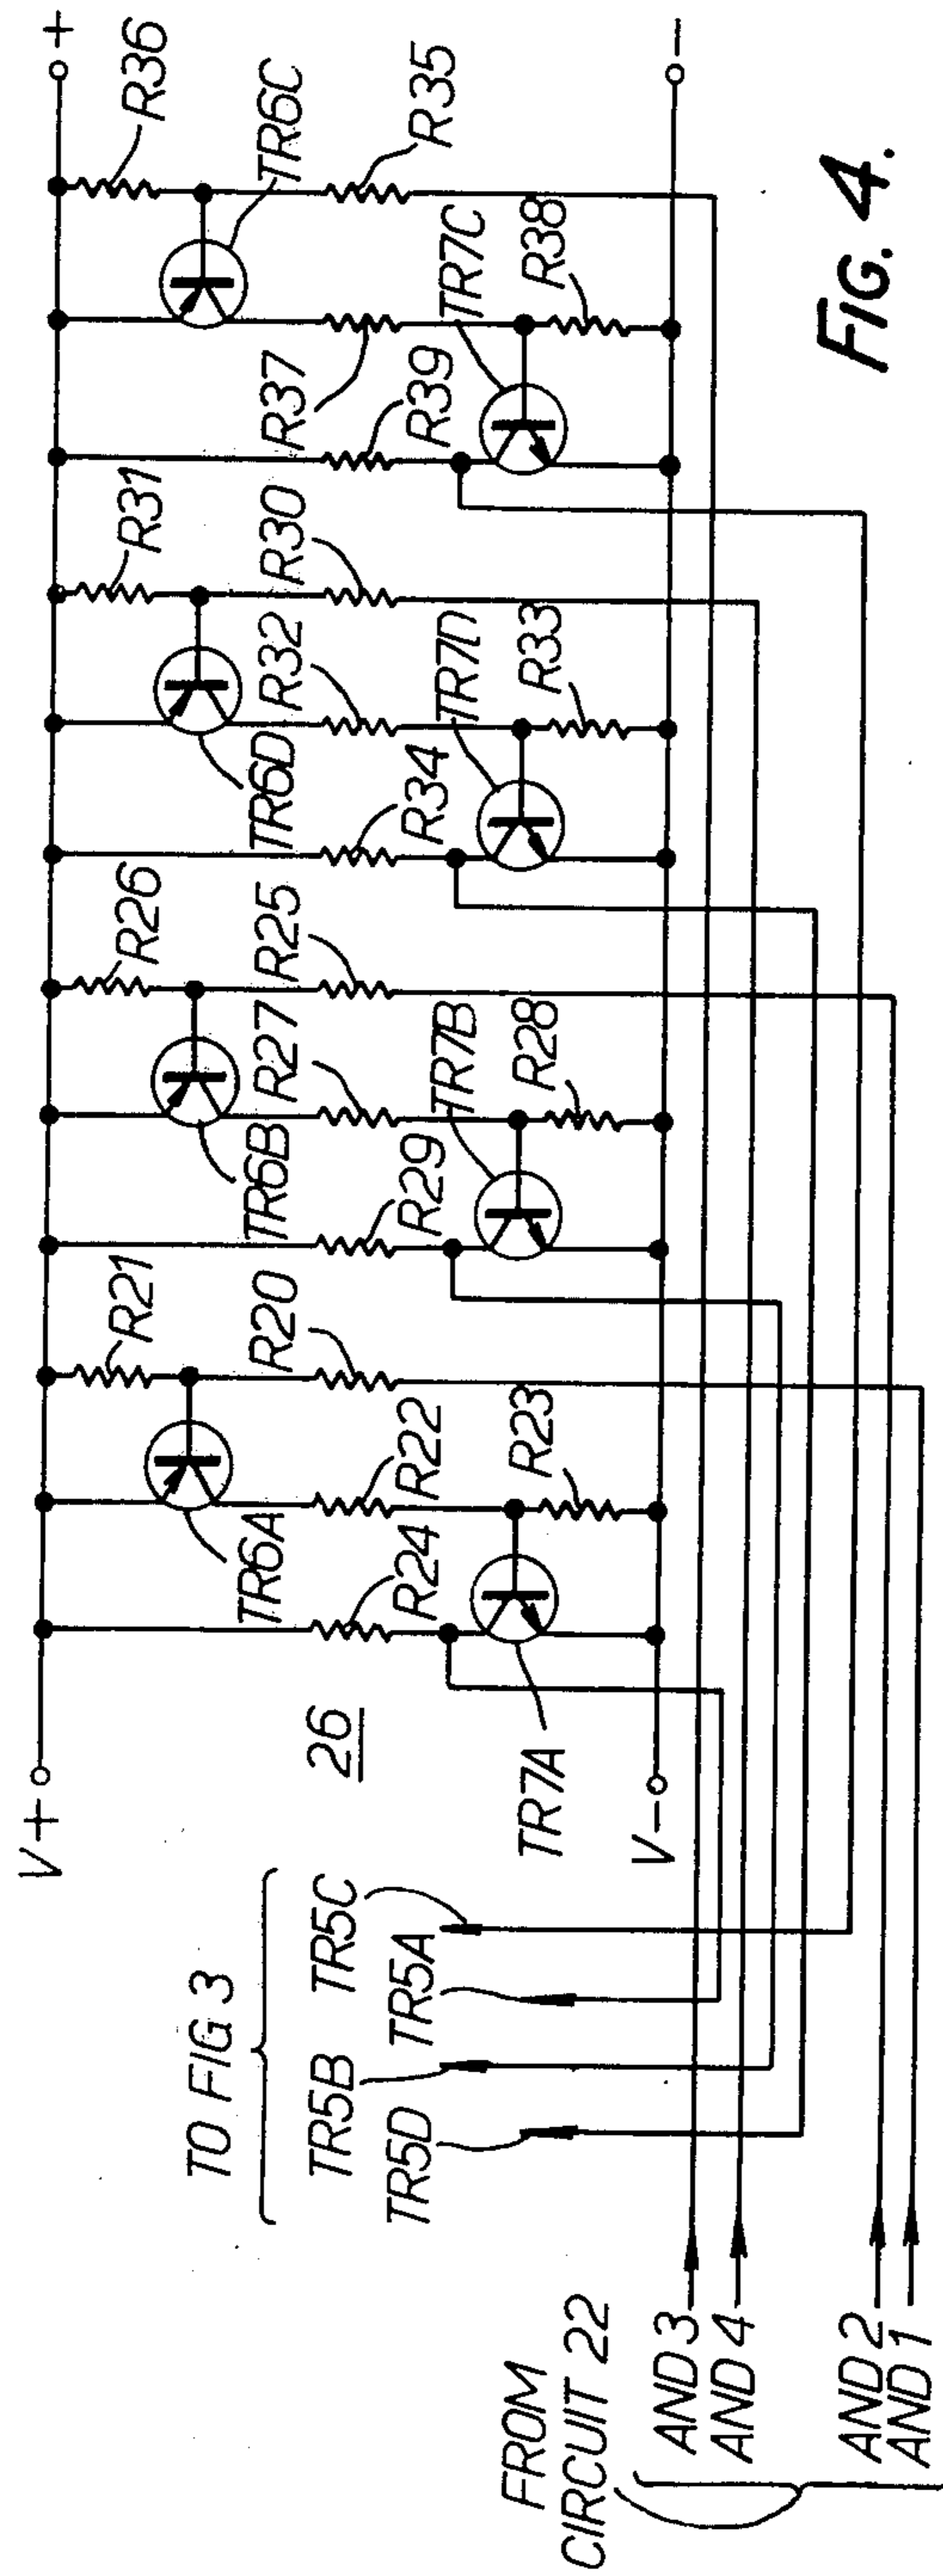 V+
+
R21
R26
R31
R36
TR6A
TR6B
TR6D
TR6C
R20
R25
R30
R35
R22
R27
R32
R37
R24
R29
R34
R39
TR7B
TR7D
TR7C
R23
R28
R33
R38
TR7A
V-
-
26
TO FIG 3
TR5B
TR5C
TR5D
TR5A
FROM
CIRCUIT 22
AND 3
AND 4
AND 2
AND 1
FIG. 4.